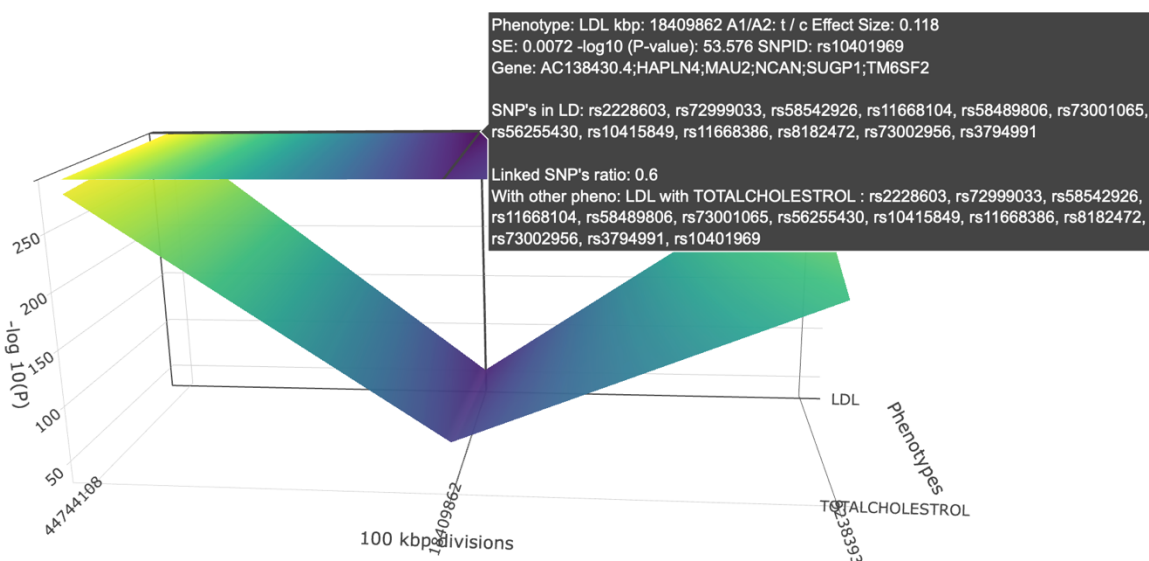 Phenotype: LDL kbp: 18409862 A1/A2: t / c Effect Size: 0.118
SE: 0.0072 -log10 (P-value): 53.576 SNPID: rs10401969
Gene: AC138430.4;HAPLN4;MAU2;NCAN;SUGP1;TM6SF2
SNP's in LD: rs2228603, rs72999033, rs58542926, rs11668104, rs58489806, rs73001065,
rs56255430, rs10415849, rs11668386, rs8182472, rs73002956, rs3794991
Linked SNP's ratio: 0.6
With other pheno: LDL with TOTALCHOLESTROL : rs2228603, rs72999033, rs58542926,
rs11668104, rs58489806, rs73001065, rs56255430, rs10415849, rs11668386, rs8182472,
rs73002956, rs3794991, rs10401969
250
200
150
100
50
-log 10(P)
44744108
18409862
100 kbp divisions
LDL
TOTALCHOLESTROL
Phenotypes